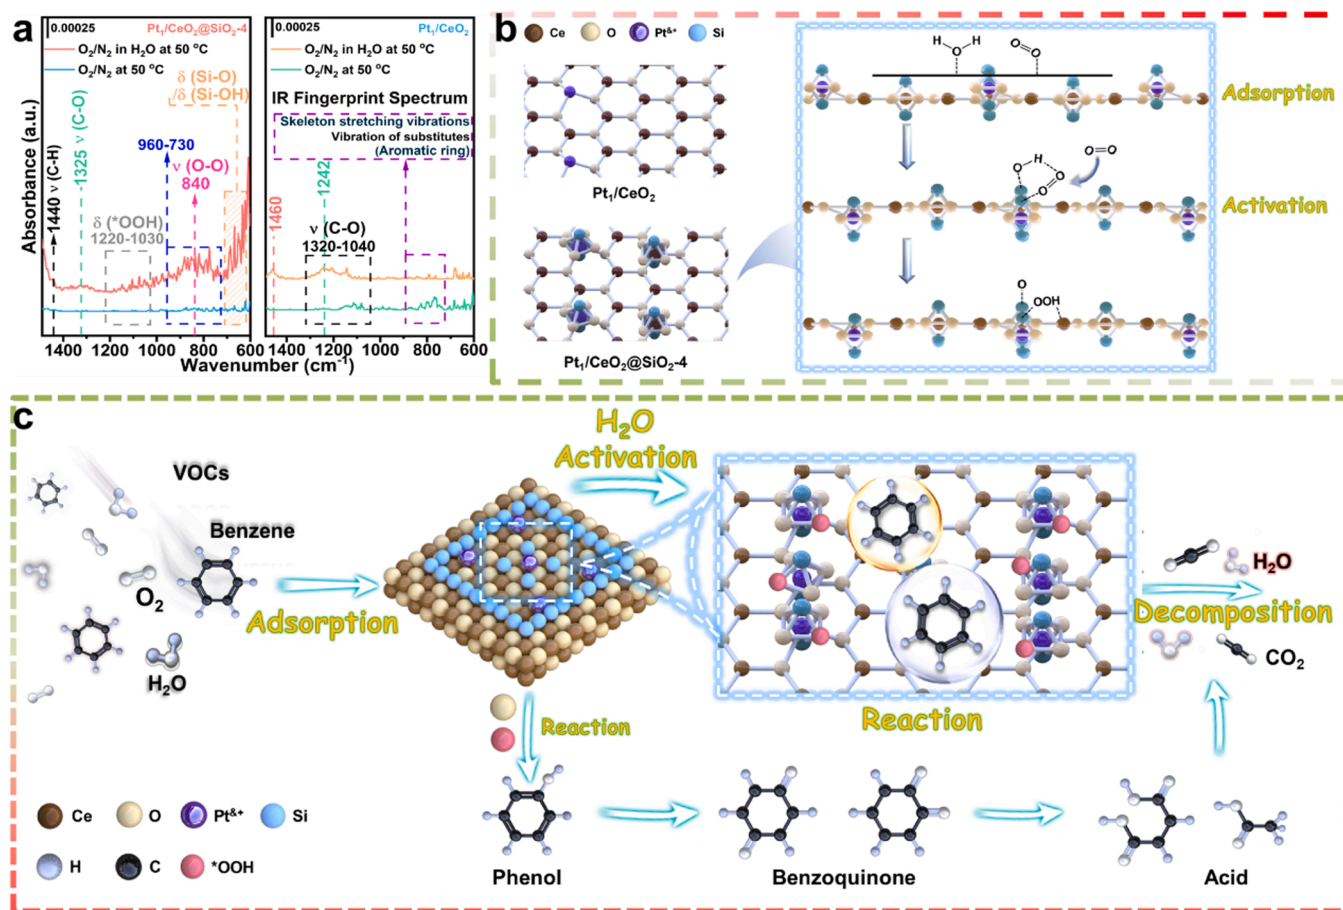 a
0.00025
Pt₁/CeO₂@SiO₂-4
O₂/N₂ in H₂O at 50 °C
O₂/N₂ at 50 °C
δ (Si-O)
/δ (Si-OH)
1440 ν (C-H)
1325 ν (C-O)
960-730
ν (O-O)
840
δ (*OOH)
1220-1030
Absorbance (a.u.)
1400 1200 1000 800 600
0.00025
Pt₁/CeO₂
O₂/N₂ in H₂O at 50 °C
O₂/N₂ at 50 °C
IR Fingerprint Spectrum
Skeleton stretching vibrations
Vibration of substitutes
(Aromatic ring)
1460
1242
ν (C-O)
1320-1040
1400 1200 1000 800 600
Wavenumber (cm⁻¹)
b
Ce O Pt&+ Si
Pt₁/CeO₂
Pt₁/CeO₂@SiO₂-4
H H
O
O=O
Adsorption
O H
O=O
O=O
Activation
O
OOH
c
VOCs
Benzene
O₂
H₂O
Adsorption
H₂O
Activation
Reaction
Reaction
H₂O
Decomposition
CO₂
Ce O Pt&+ Si
H C *OOH
Phenol
Benzoquinone
Acid